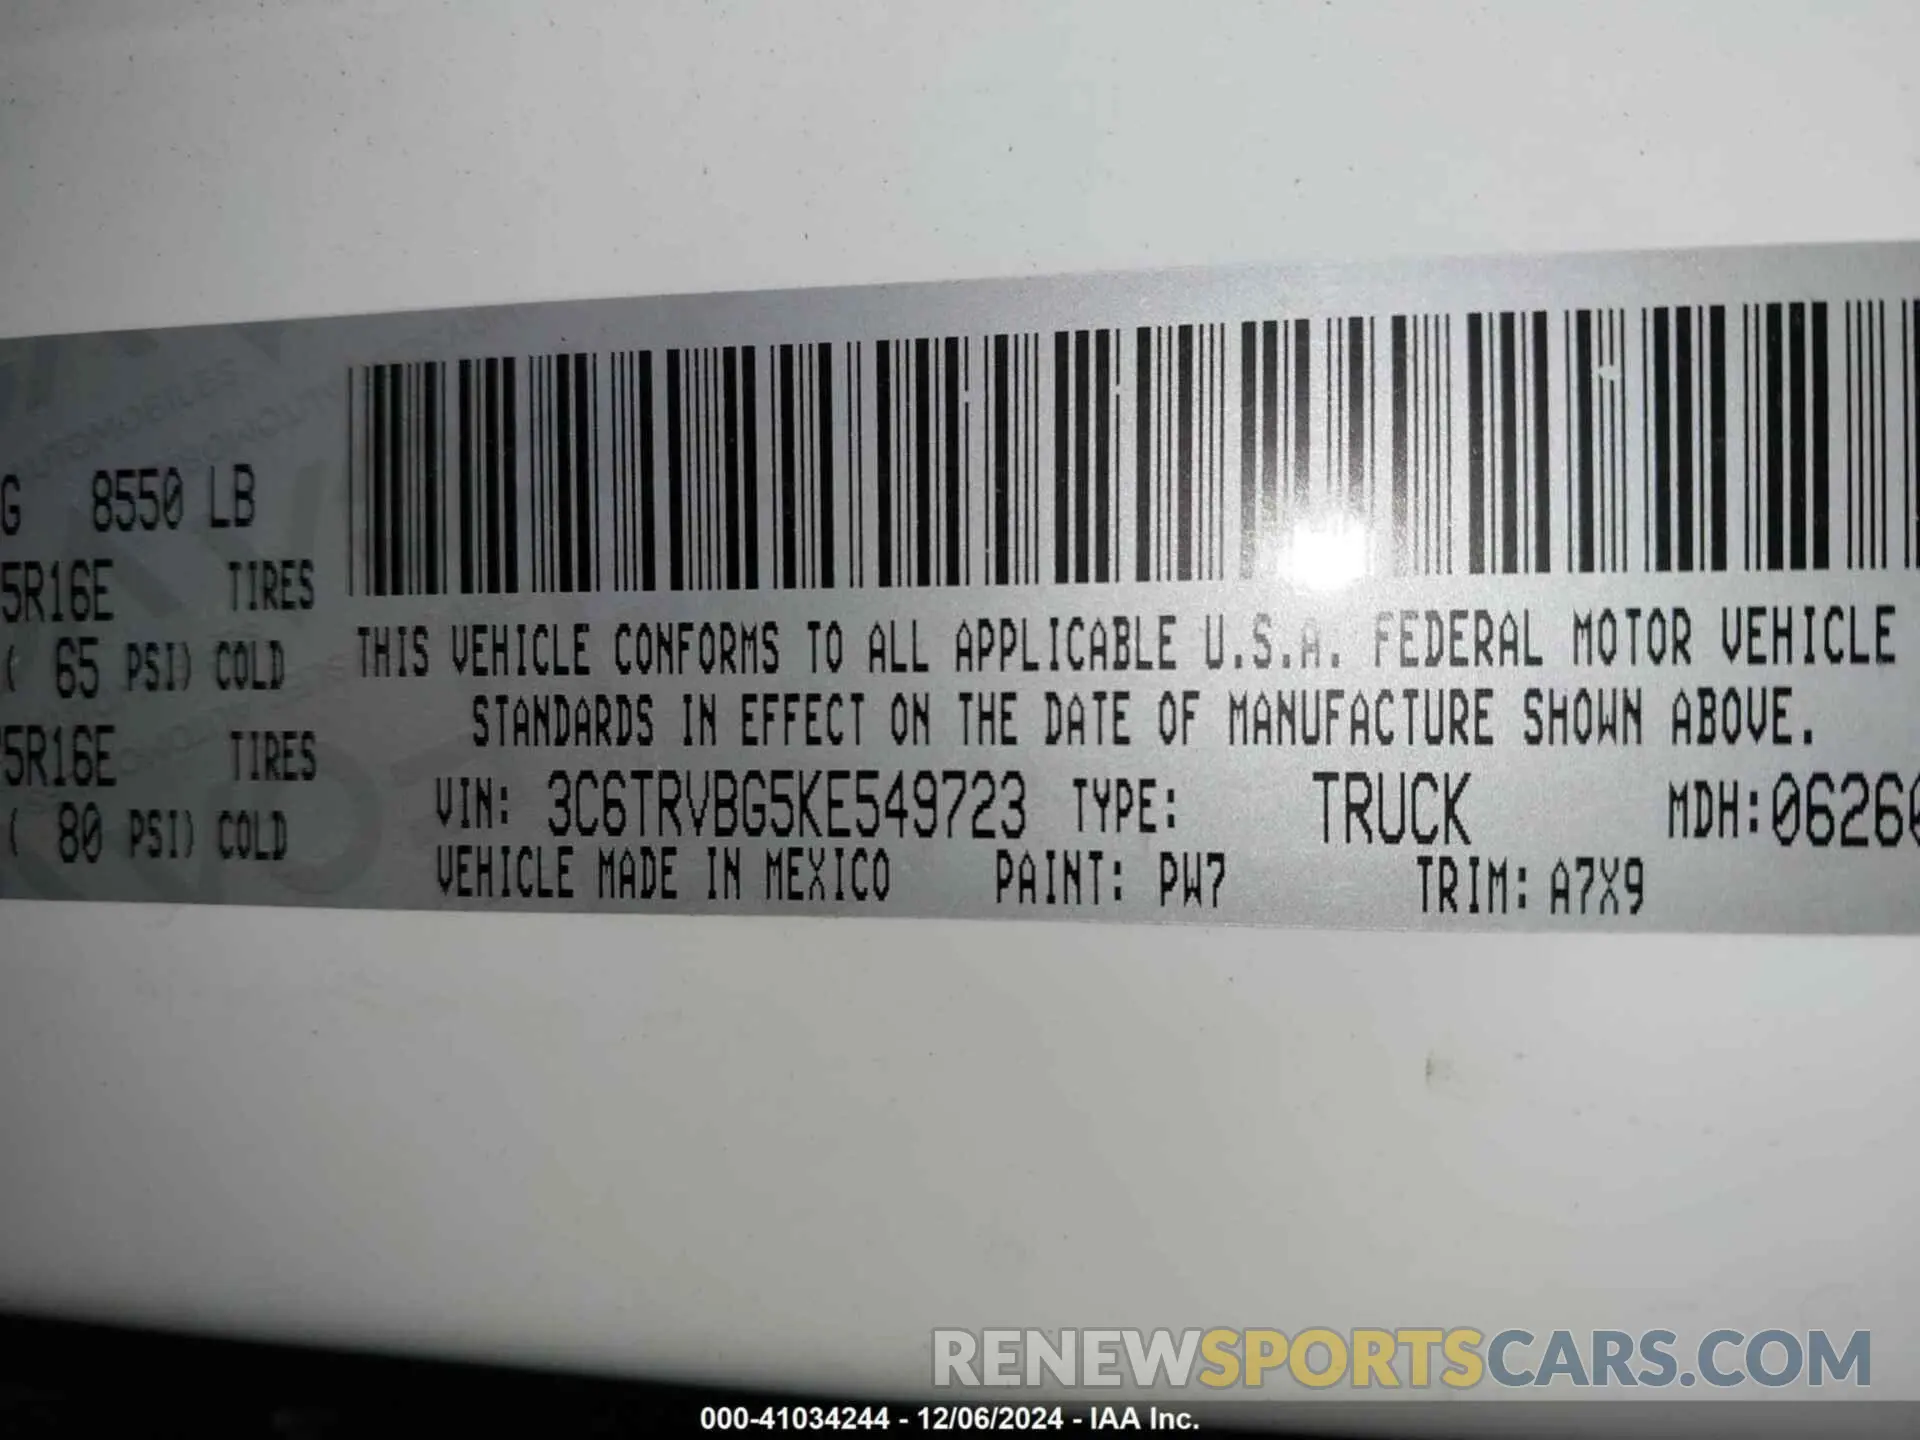 AUTOMOBILES
G 8550 LB
5R16E TIRES
( 65 PSI) COLD
5R16E TIRES
( 80 PSI) COLD
THIS VEHICLE CONFORMS TO ALL APPLICABLE U.S.A. FEDERAL MOTOR VEHICLE
STANDARDS IN EFFECT ON THE DATE OF MANUFACTURE SHOWN ABOVE.
VIN: 3C6TRVBG5KE549723 TYPE: TRUCK MDH:06260
VEHICLE MADE IN MEXICO PAINT: PW7 TRIM: A7X9
RENEWSPORTSCARS.COM
000-41034244 - 12/06/2024 - IAA Inc.